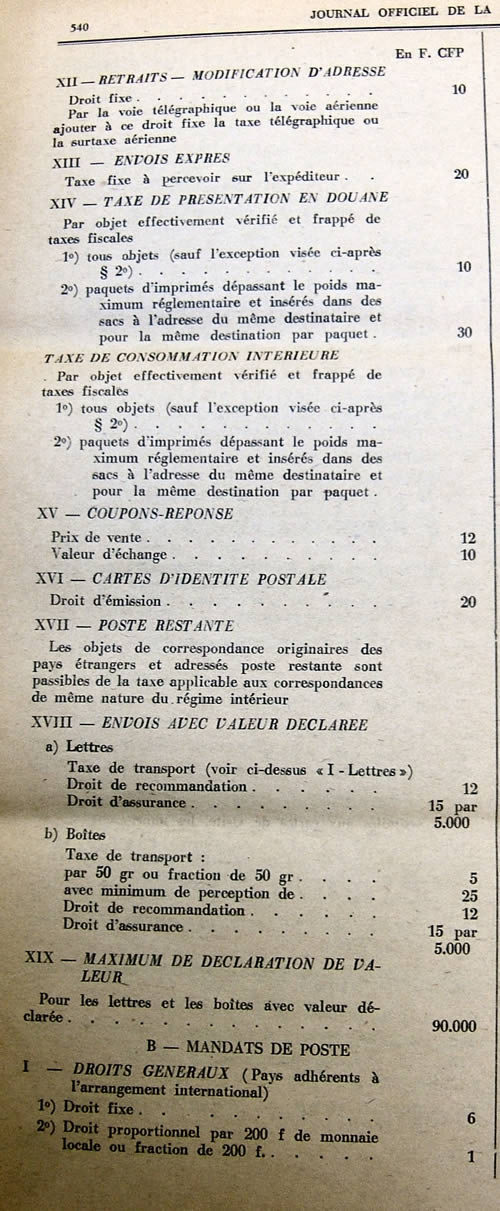 540
JOURNAL OFFICIEL DE LA
En F. CFP
XII — RETRAITS — MODIFICATION D'ADRESSE
Droit fixe . . . . . . . . . . . 10
Par la voie télégraphique ou la voie aérienne
ajouter à ce droit fixe la taxe télégraphique ou
la surtaxe aérienne
XIII — ENVOIS EXPRES
Taxe fixe à percevoir sur l'expéditeur . . 20
XIV — TAXE DE PRESENTATION EN DOUANE
Par objet effectivement vérifié et frappé de
taxes fiscales
1º) tous objets (sauf l'exception visée ci-après
§ 2º) . . . . . . . . . . . 10
2º) paquets d'imprimés dépassant le poids ma-
ximum réglementaire et insérés dans des
sacs à l'adresse du même destinataire et
pour la même destination par paquet . 30
TAXE DE CONSOMMATION INTERIEURE
Par objet effectivement vérifié et frappé de
taxes fiscales
1º) tous objets (sauf l'exception visée ci-après
§ 2º) . . . . . . . . . . . .
2º) paquets d'imprimés dépassant le poids ma-
ximum réglementaire et insérés dans des
sacs à l'adresse du même destinataire et
pour la même destination par paquet .
XV — COUPONS-REPONSE
Prix de vente . . . . . . . . . . 12
Valeur d'échange . . . . . . . . . 10
XVI — CARTES D'IDENTITE POSTALE
Droit d'émission . . . . . . . . . 20
XVII — POSTE RESTANTE
Les objets de correspondance originaires des
pays étrangers et adressés poste restante sont
passibles de la taxe applicable aux correspondances
de même nature du régime intérieur
XVIII — ENVOIS AVEC VALEUR DECLAREE
a) Lettres
Taxe de transport (voir ci-dessus « I - Lettres »)
Droit de recommandation . . . . . . 12
Droit d'assurance . . . . . . . . 15 par
5.000
b) Boîtes
Taxe de transport :
par 50 gr ou fraction de 50 gr . . . . 5
avec minimum de perception de . . . . 25
Droit de recommandation . . . . . . 12
Droit d'assurance . . . . . . . . 15 par
5.000
XIX — MAXIMUM DE DECLARATION DE VA-
LEUR
Pour les lettres et les boîtes avec valeur dé-
clarée . . . . . . . . . . . . . 90.000
B — MANDATS DE POSTE
I — DROITS GENERAUX (Pays adhérents à
l'arrangement international)
1º) Droit fixe . . . . . . . . . . 6
2º) Droit proportionnel par 200 f de monnaie
locale ou fraction de 200 f. . . . . . 1